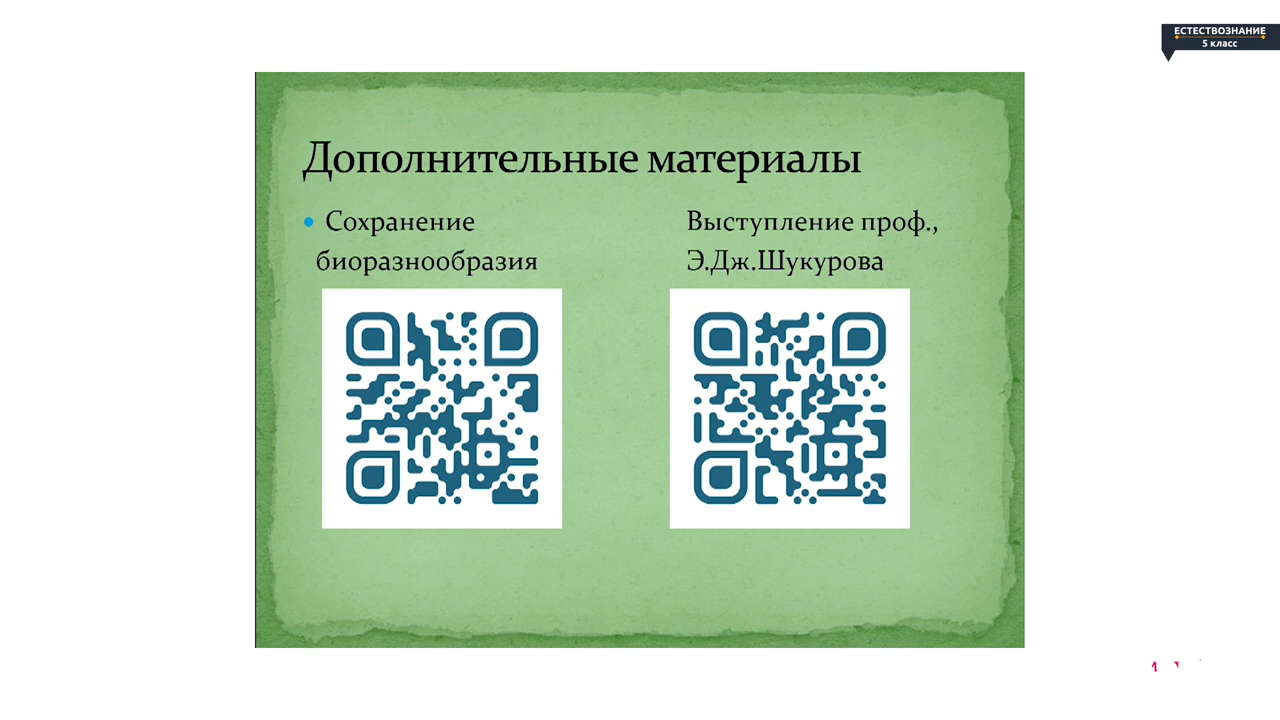 ЕСТЕСТВОЗНАНИЕ
5 класс
Дополнительные материалы
Сохранение
биоразнообразия
Выступление проф.,
Э.Дж.Шукурова